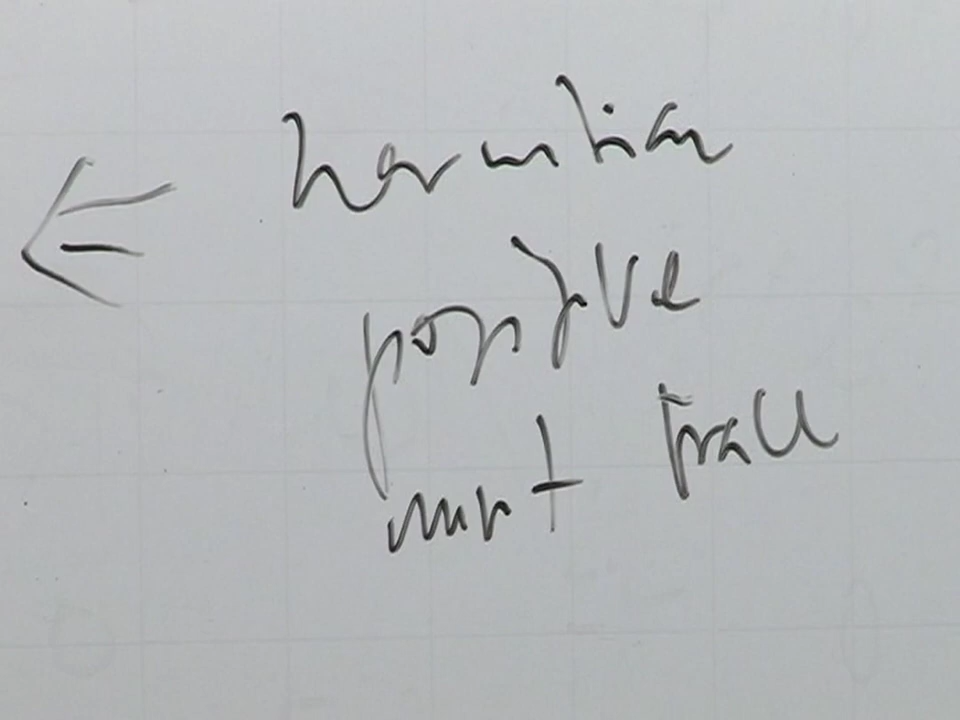 ⇐ hermitian
positive
unit trace